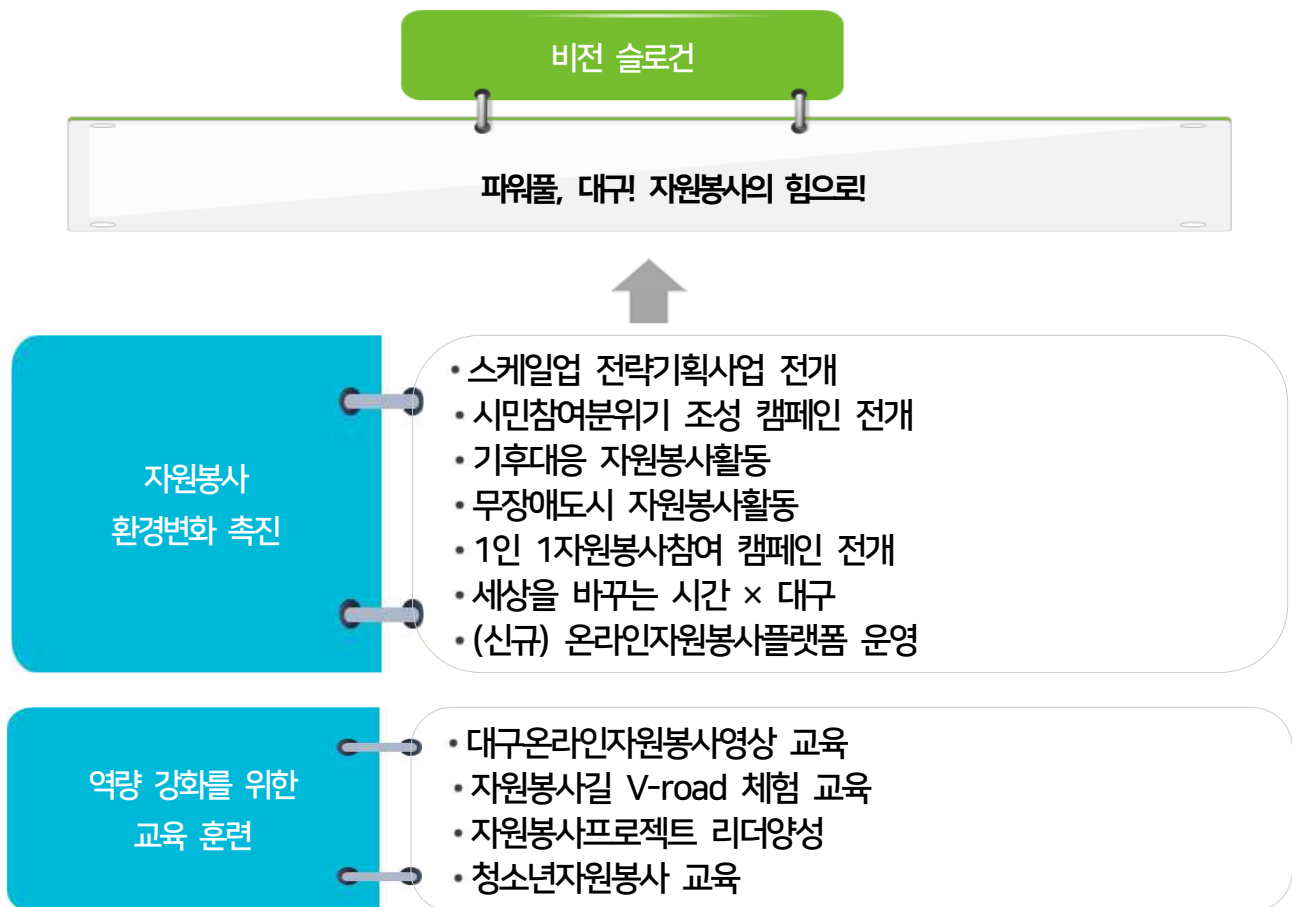 비전 슬로건
파워풀, 대구! 자원봉사의 힘으로!
자원봉사
환경변화 촉진
• 스케일업 전략기획사업 전개
• 시민참여분위기 조성 캠페인 전개
• 기후대응 자원봉사활동
• 무장애도시 자원봉사활동
• 1인 1자원봉사참여 캠페인 전개
• 세상을 바꾸는 시간 × 대구
• (신규) 온라인자원봉사플랫폼 운영
역량 강화를 위한
교육 훈련
• 대구온라인자원봉사영상 교육
• 자원봉사길 V-road 체험 교육
• 자원봉사프로젝트 리더양성
• 청소년자원봉사 교육